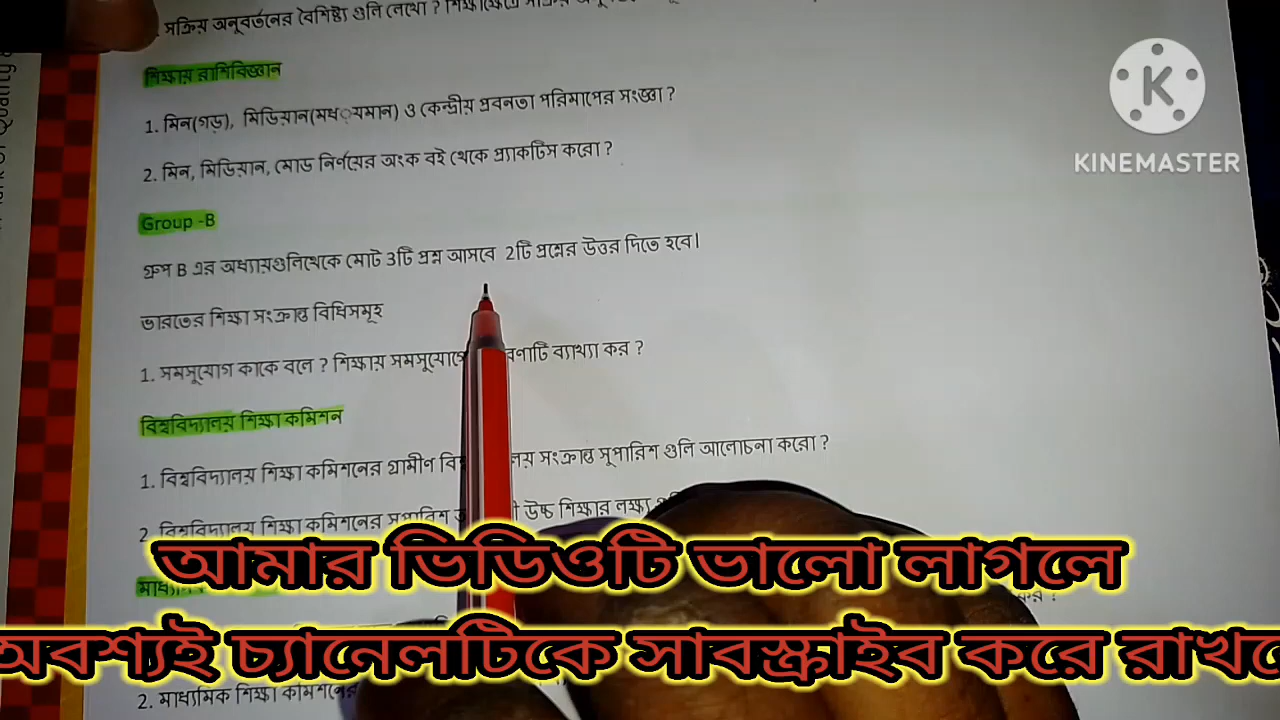 সক্রিয় অনুবর্তনের বৈশিষ্ট্য গুলি লেখো ?
শিক্ষায় রাশিবিজ্ঞান
1. মিন(গড়), মিডিয়ান(মধ্যমান) ও কেন্দ্রীয় প্রবনতা পরিমাপের সংজ্ঞা ?
2. মিন, মিডিয়ান, মোড নির্ণয়ের অংক বই থেকে প্র্যাকটিস করো ?
Group -B
গ্রুপ B এর অধ্যায়গুলিথেকে মোট 3টি প্রশ্ন আসবে 2টি প্রশ্নের উত্তর দিতে হবে।
ভারতের শিক্ষা সংক্রান্ত বিধিসমূহ
1. সমসুযোগ কাকে বলে ? শিক্ষায় ব্যাখ্যা কর ?
বিশ্ববিদ্যালয় শিক্ষা কমিশন
1. বিশ্ববিদ্যালয় শিক্ষা কমিশনের গ্রামীণ সংক্রান্ত সুপারিশ গুলি আলোচনা করো ?
2. বিশ্ববিদ্যালয় শিক্ষা কমিশনের সুপারিশ উচ্চ শিক্ষার লক্ষ্য
2. মাধ্যমিক শিক্ষা কমিশনের
KINEMASTER
আমার ভিডিওটি ভালো লাগলে
অবশ্যই চ্যানেলটিকে সাবস্ক্রাইব করে